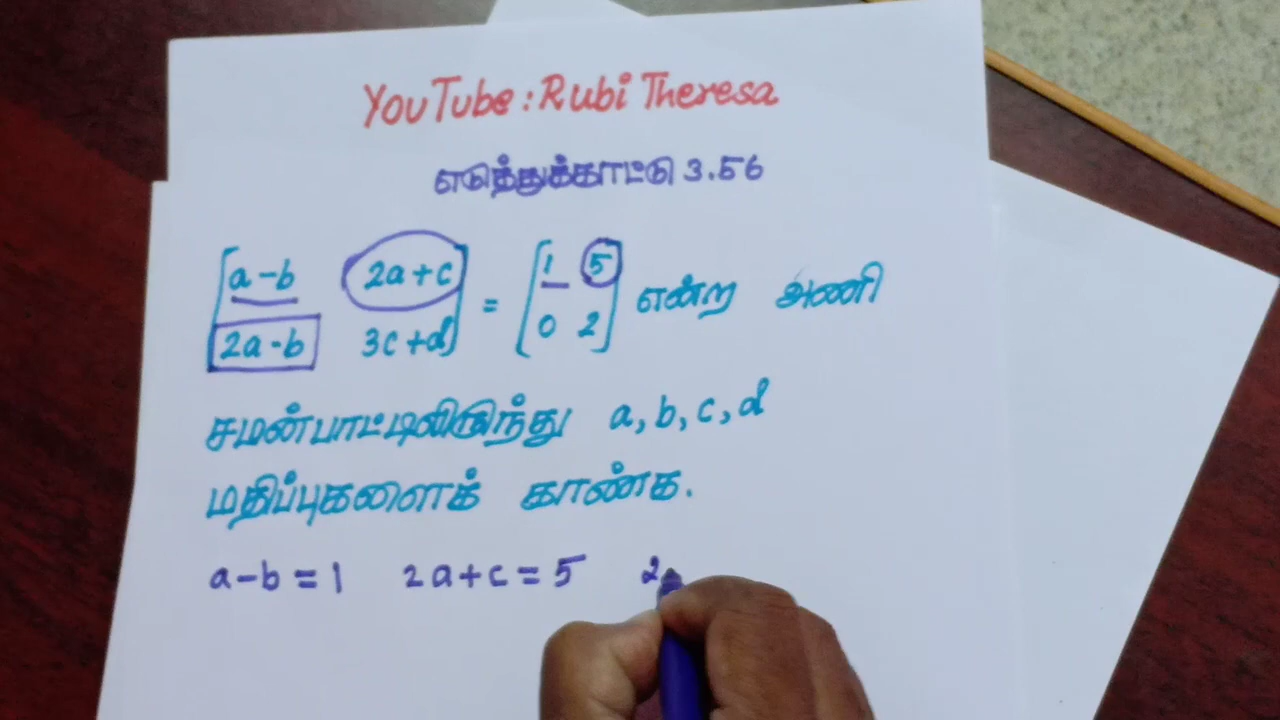 YouTube : Rubi Theresa
எடுத்துக்காட்டு 3.56
[a-b 2a+c] = [1 5] என்ற அணி
[2a-b 3c+d] [0 2]
சமன்பாட்டிலிருந்து a, b, c, d
மதிப்புகளைக் காண்க.
a-b = 1 2a+c = 5 2